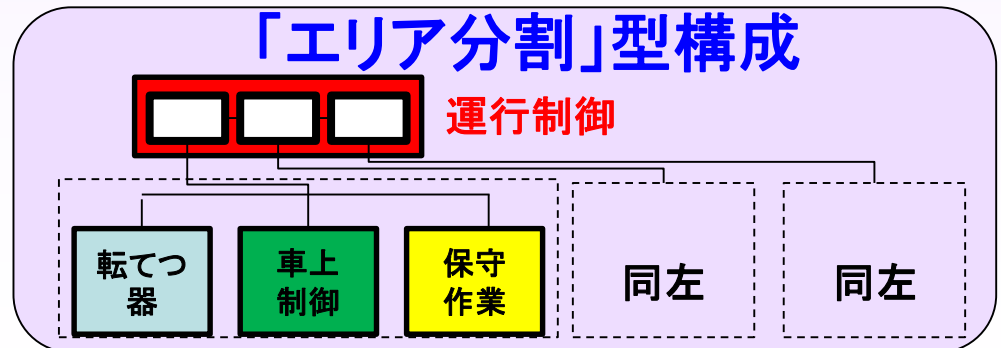 「エリア分割」型構成
運行制御
転てつ
器
車上
制御
保守
作業
同左
同左